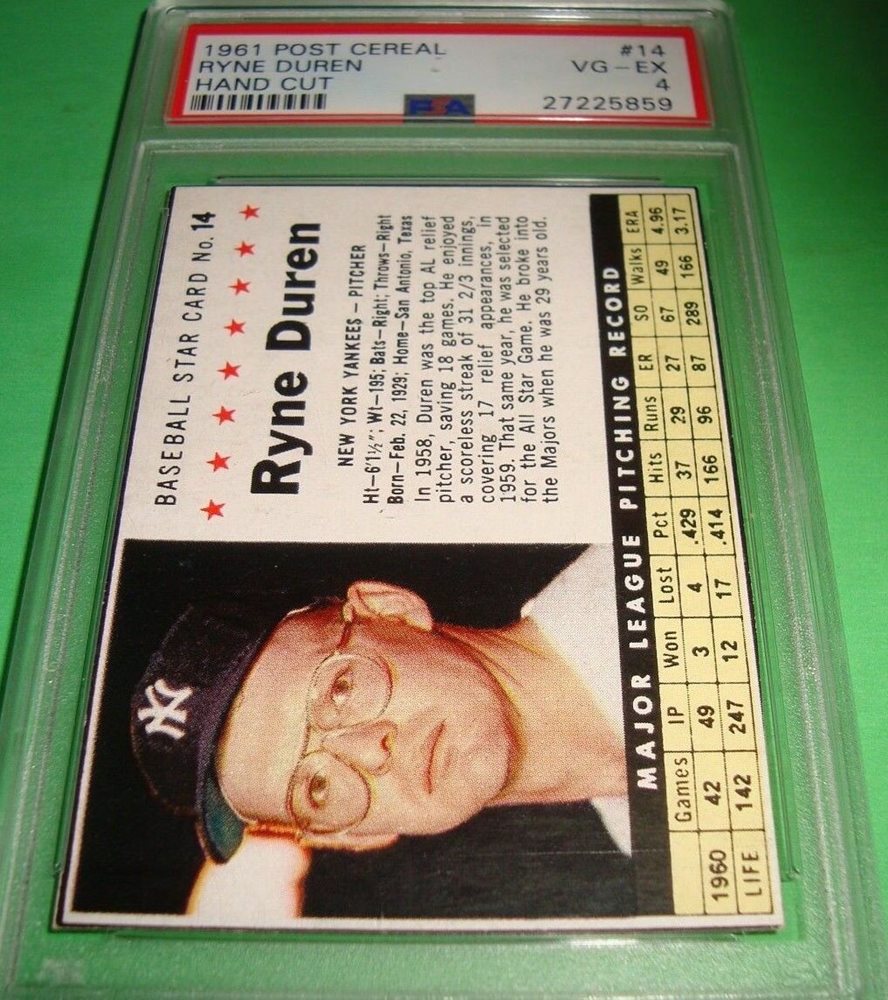 1961 POST CEREAL #14
RYNE DUREN VG-EX
HAND CUT 4
PSA 27225859
BASEBALL STAR CARD No. 14
Ryne Duren
NEW YORK YANKEES – PITCHER
Ht–6'1½"; Wt–195; Bats–Right; Throws–Right
Born–Feb. 22, 1929; Home–San Antonio, Texas
In 1958, Duren was the top AL relief
pitcher, saving 18 games. He enjoyed
a scoreless streak of 31 2/3 innings,
covering 17 relief appearances, in
1959. That same year, he was selected
for the All Star Game. He broke into
the Majors when he was 29 years old.
NY
MAJOR LEAGUE PITCHING RECORD
Games IP Won Lost Pct Hits Runs ER SO Walks ERA
1960 42 49 3 4 .429 37 29 27 67 49 4.96
LIFE 142 247 12 17 .414 166 96 87 289 166 3.17